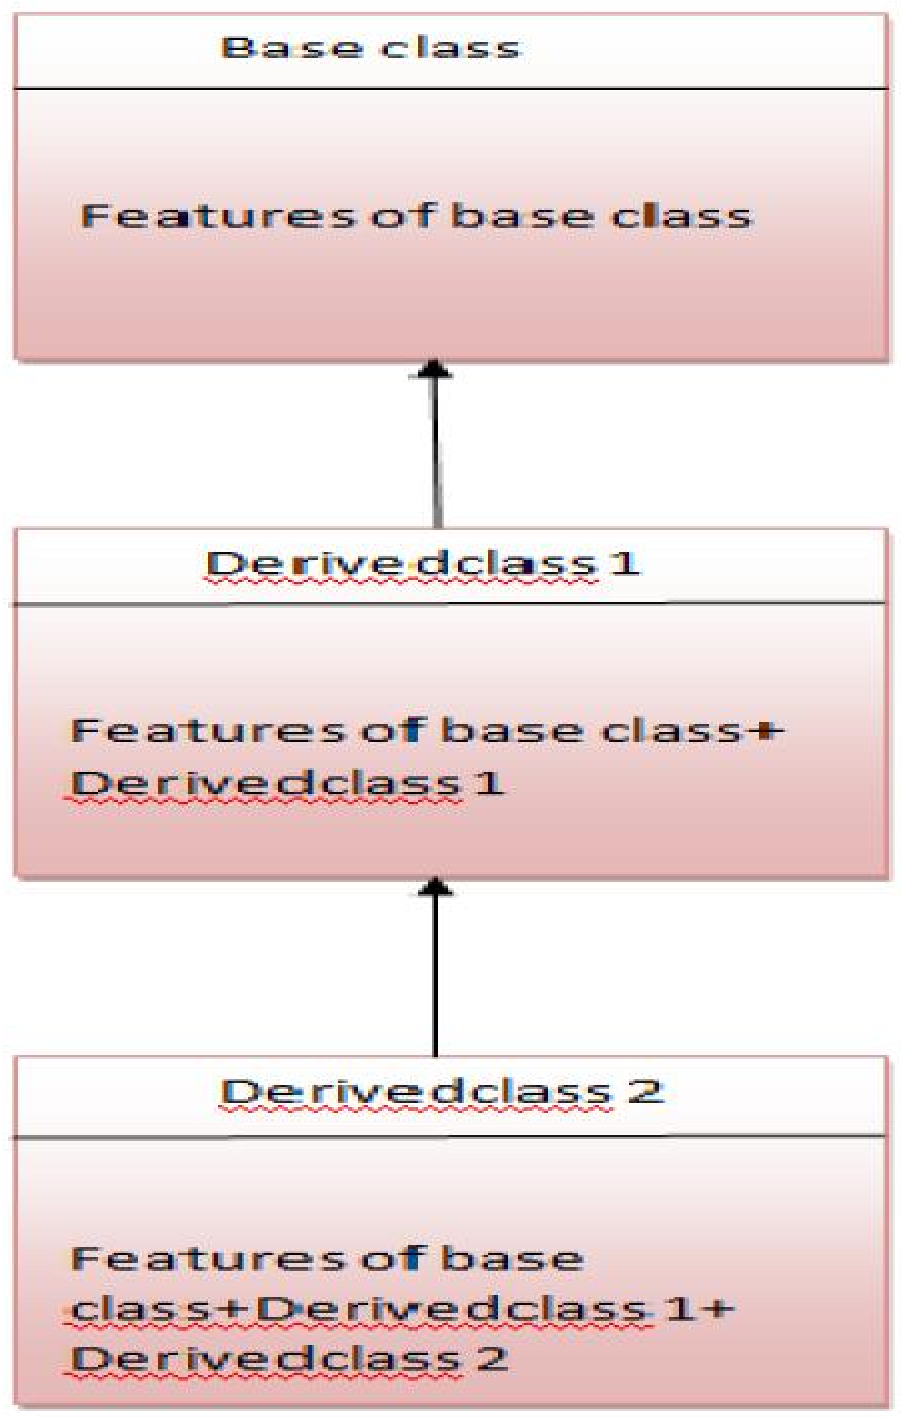 Base class
Features of base class
Derivedclass 1
Features of base class+
Derivedclass 1
Derivedclass 2
Features of base
class+Derivedclass 1+
Derivedclass 2